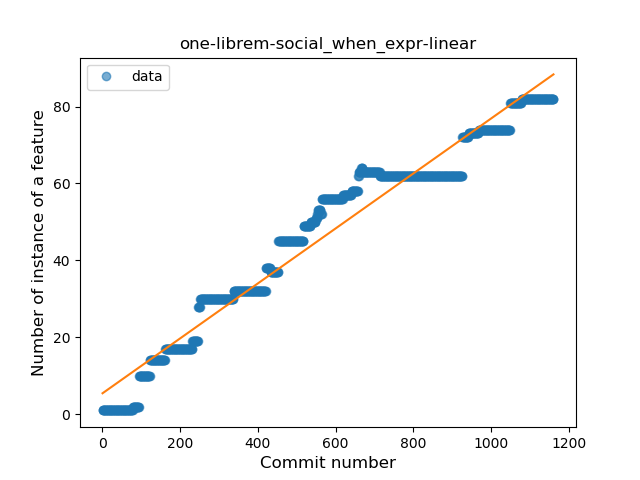 one-librem-social_when_expr-linear
data
Number of instance of a feature
80
60
40
20
0
0 200 400 600 800 1000 1200
Commit number